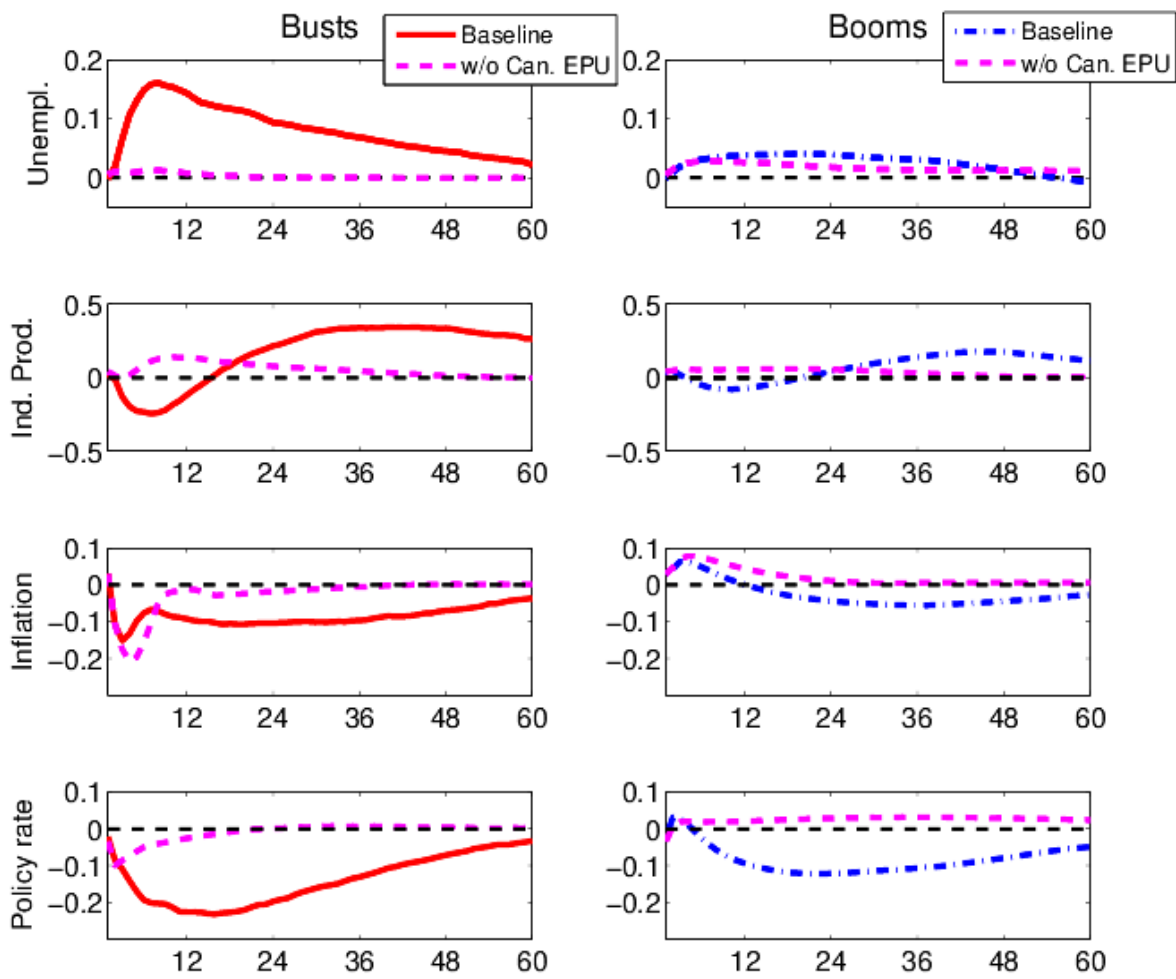 Busts
Baseline
w/o Can. EPU
Booms
Baseline
w/o Can. EPU
Unempl.
0.2
0.1
0
12 24 36 48 60
0.2
0.1
0
12 24 36 48 60
Ind. Prod.
0.5
0
−0.5
12 24 36 48 60
0.5
0
−0.5
12 24 36 48 60
Inflation
0.1
0
−0.1
−0.2
12 24 36 48 60
0.1
0
−0.1
−0.2
12 24 36 48 60
Policy rate
0.1
0
−0.1
−0.2
12 24 36 48 60
0.1
0
−0.1
−0.2
12 24 36 48 60